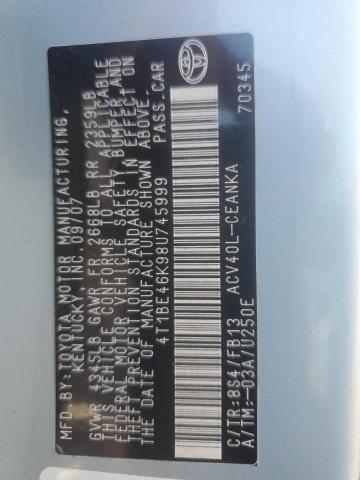 MFD.BY:TOYOTA MOTOR MANUFACTURING,
KENTUCKY, INC.09/07
GVWR 4345LB GAWR FR 2668LB RR 2359LB
THIS VEHICLE CONFORMS TO ALL APPLICABLE
FEDERAL MOTOR VEHICLE SAFETY, BUMPER,AND
THEFT PREVENTION STANDARDS IN EFFECT ON
THE DATE OF MANUFACTURE SHOWN ABOVE.
4T1BE46K98U745999 PASS.CAR
C/TR:8S4/FB13 ACV40L-CEANKA
A/TM:-03A/U250E 70345